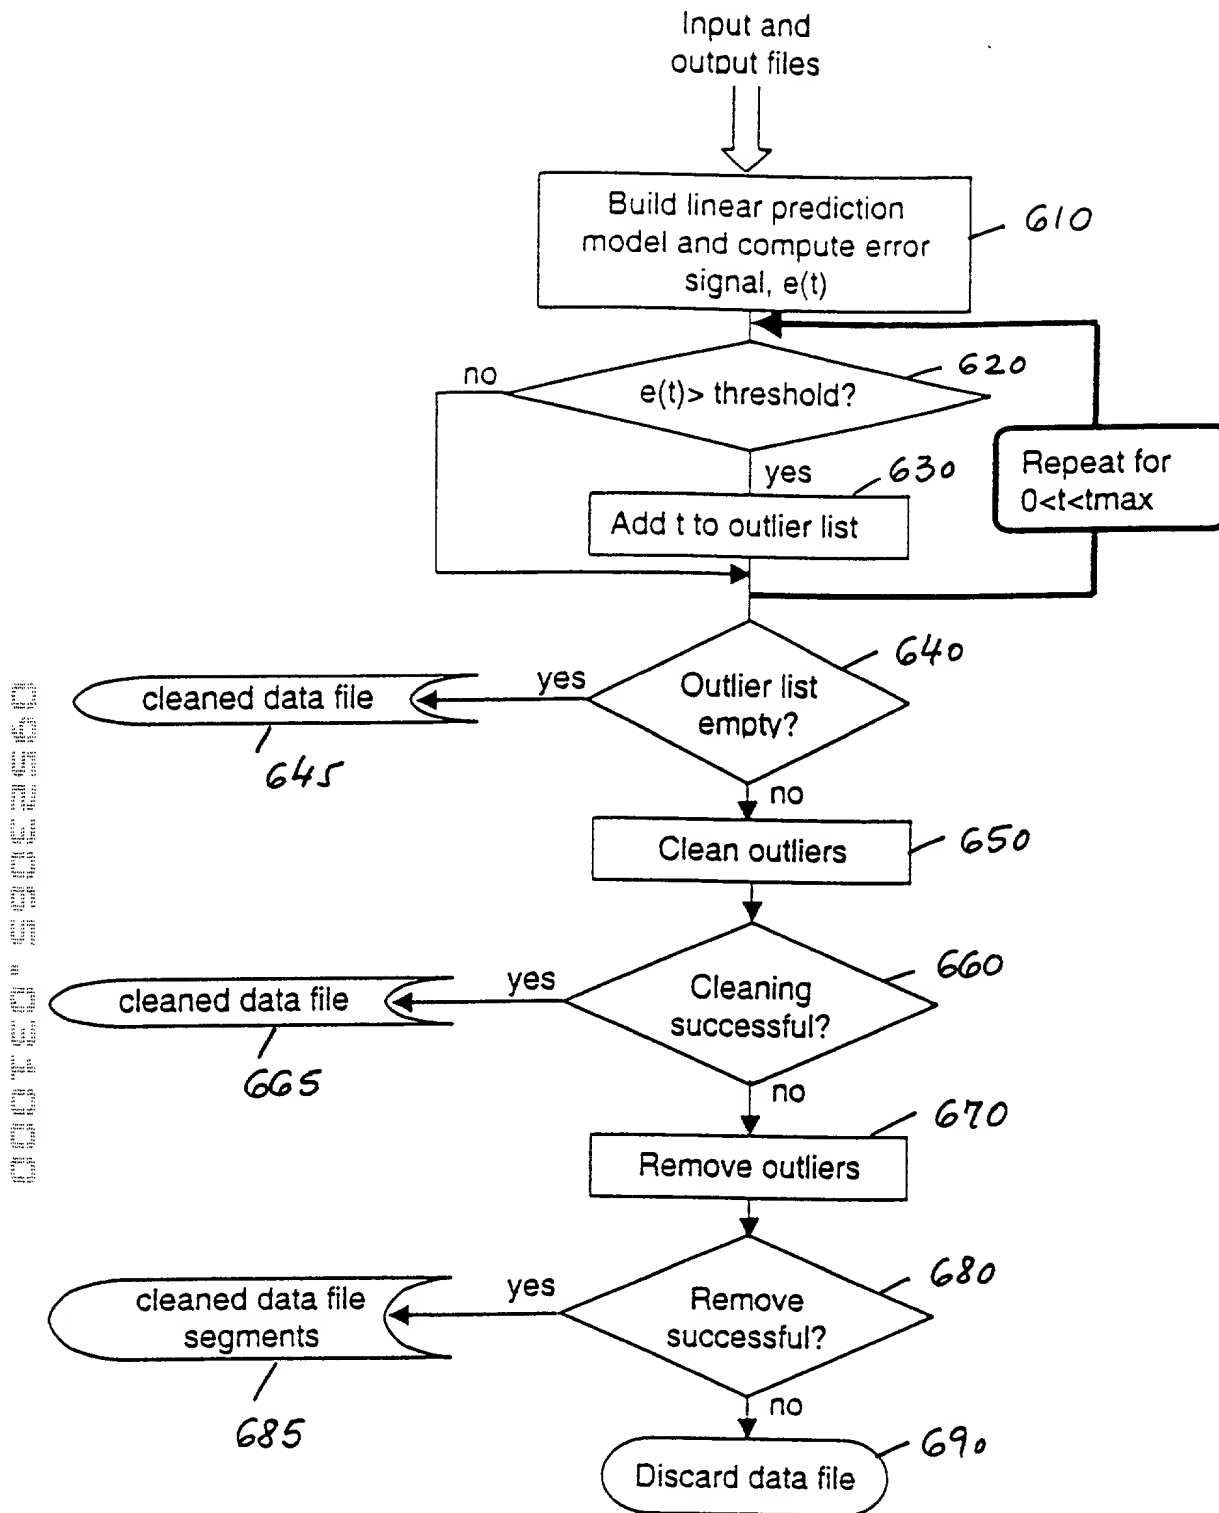 Input and
output files
Build linear prediction
model and compute error
signal, e(t)
610
no
e(t)> threshold?
620
yes
630
Repeat for
0<t<tmax
Add t to outlier list
640
cleaned data file
yes
Outlier list
empty?
645
no
Clean outliers
650
660
cleaned data file
yes
Cleaning
successful?
665
no
670
Remove outliers
680
cleaned data file
segments
yes
Remove
successful?
685
no
690
Discard data file